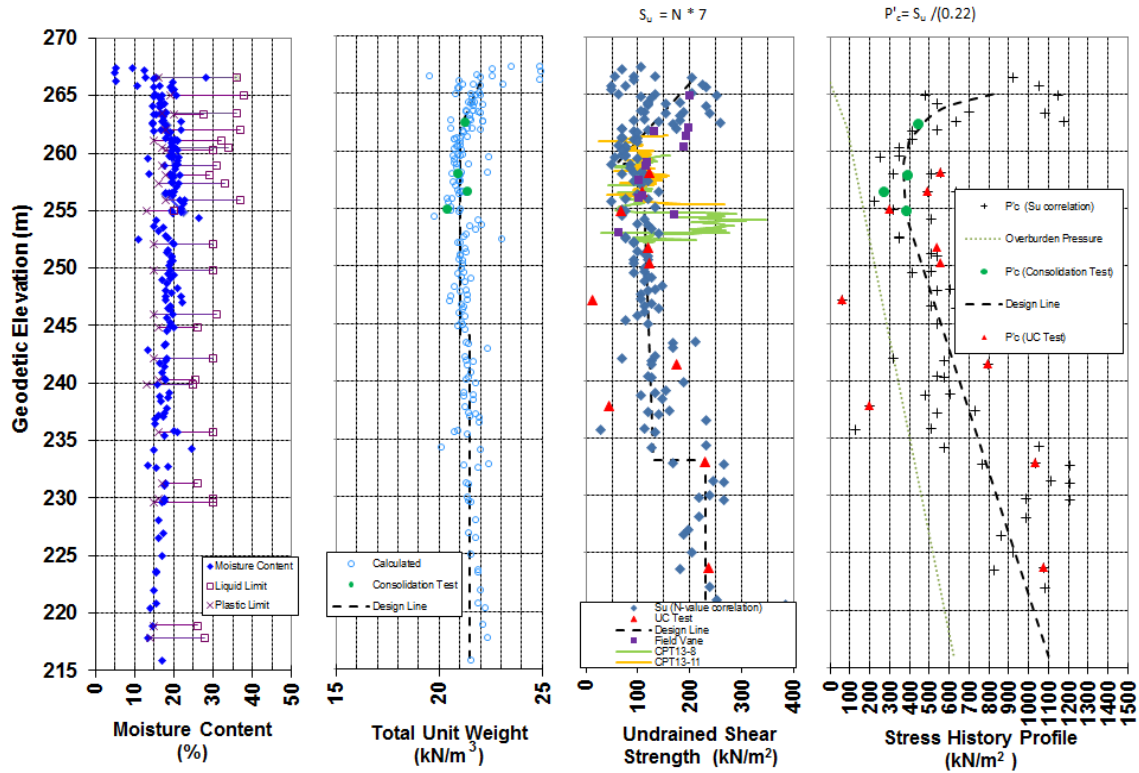 S_u = N * 7
P'c= S_u /(0.22)
Geodetic Elevation (m)
270
265
260
255
250
245
240
235
230
225
220
215
0
10
20
30
40
50
Moisture Content
(%)
Moisture Content
Liquid Limit
Plastic Limit
15
20
25
Total Unit Weight
(kN/m³)
Calculated
Consolidation Test
Design Line
0
100
200
300
400
Undrained Shear
Strength (kN/m²)
Su (N-value correlation)
UC Test
Design Line
Field Vane
CPT13-8
CPT13-11
0
100
200
300
400
500
600
700
800
900
1000
1100
1200
1300
1400
1500
Stress History Profile
(kN/m²)
P'c (Su correlation)
Overburden Pressure
P'c (Consolidation Test)
Design Line
P'c (UC Test)